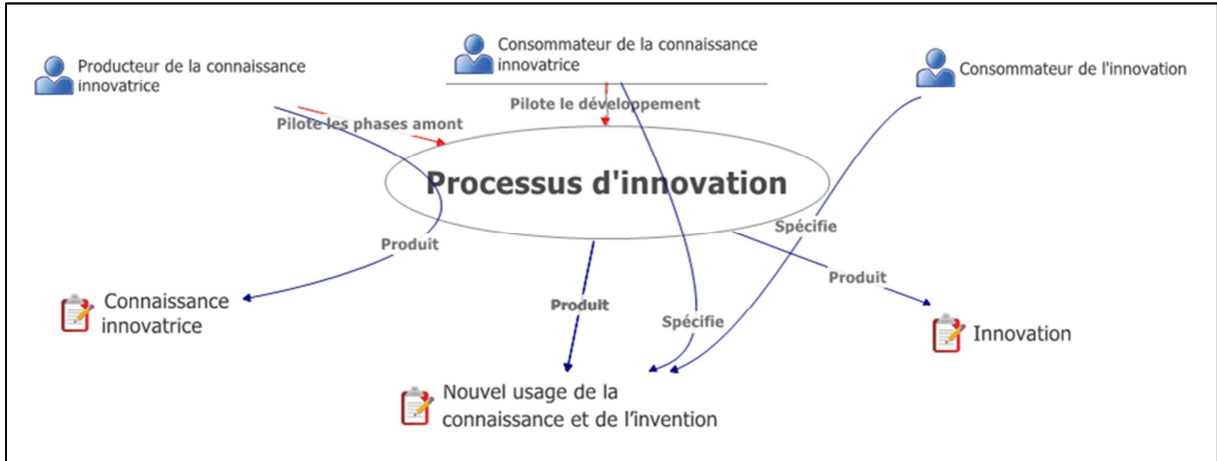 Producteur de la connaissance
innovatrice
Consommateur de la connaissance
innovatrice
Consommateur de l'innovation
Pilote le développement
Pilote les phases amont
Processus d'innovation
Spécifie
Produit
Produit
Produit
Spécifie
Connaissance
innovatrice
Innovation
Nouvel usage de la
connaissance et de l'invention